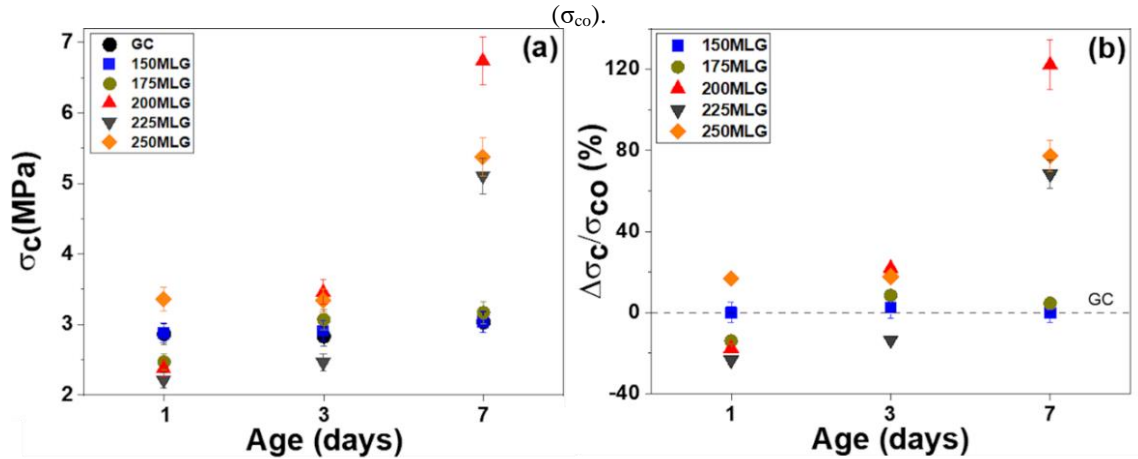 (σco).
(a)
GC
150MLG
175MLG
200MLG
225MLG
250MLG
7
6
5
4
3
2
σc(MPa)
1 3 7
Age (days)
(b)
150MLG
175MLG
200MLG
225MLG
250MLG
120
80
40
0
-40
Δσc/σco (%)
GC
1 3 7
Age (days)